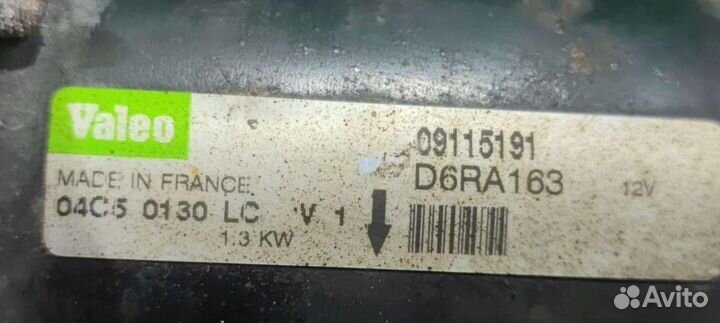 Valeo
09115191
MADE IN FRANCE
D6RA163
12V
04C5 0130 LC V 1
1.3 KW
Avito